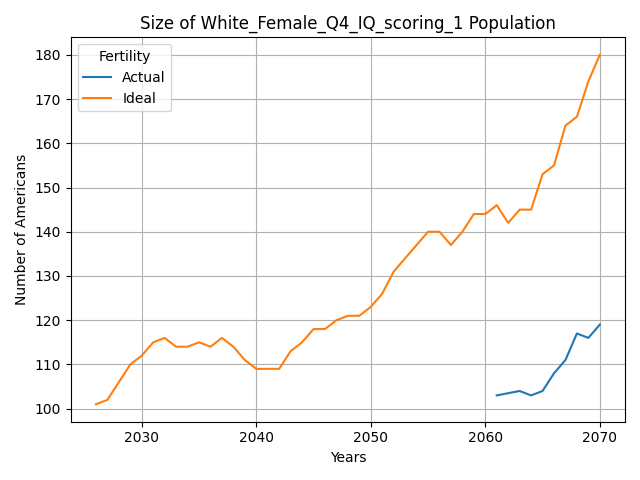 Size of White_Female_Q4_IQ_scoring_1 Population
Fertility
Actual
Ideal
Number of Americans
180
170
160
150
140
130
120
110
100
2030 2040 2050 2060 2070
Years